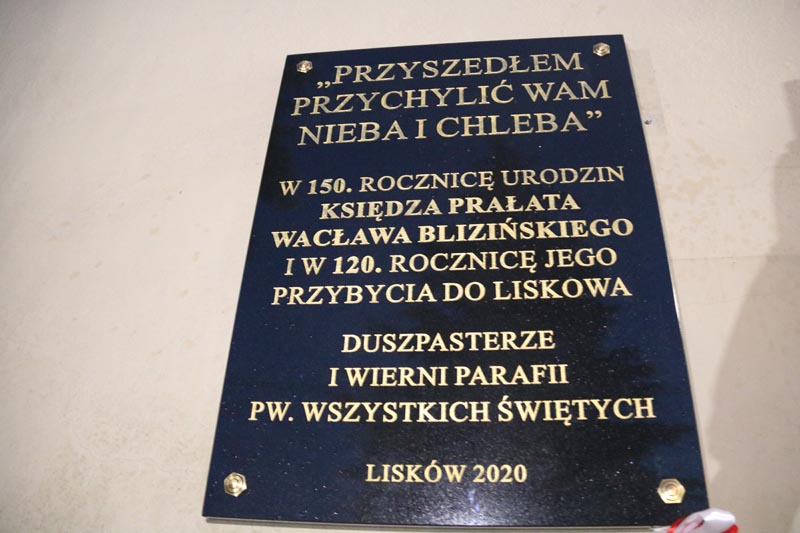 „PRZYSZEDŁEM
PRZYCHYLIĆ WAM
NIEBA I CHLEBA”
W 150. ROCZNICĘ URODZIN
KSIĘDZA PRAŁATA
WACŁAWA BLIZIŃSKIEGO
I W 120. ROCZNICĘ JEGO
PRZYBYCIA DO LISKOWA
DUSZPASTERZE
I WIERNI PARAFII
PW. WSZYSTKICH ŚWIĘTYCH
LISKÓW 2020